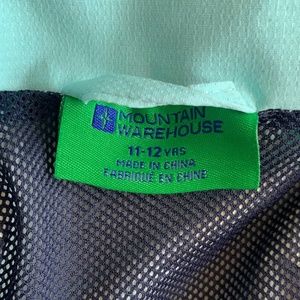 MOUNTAIN
WAREHOUSE
11-12 YRS
MADE IN CHINA
FABRIQUÉ EN CHINE